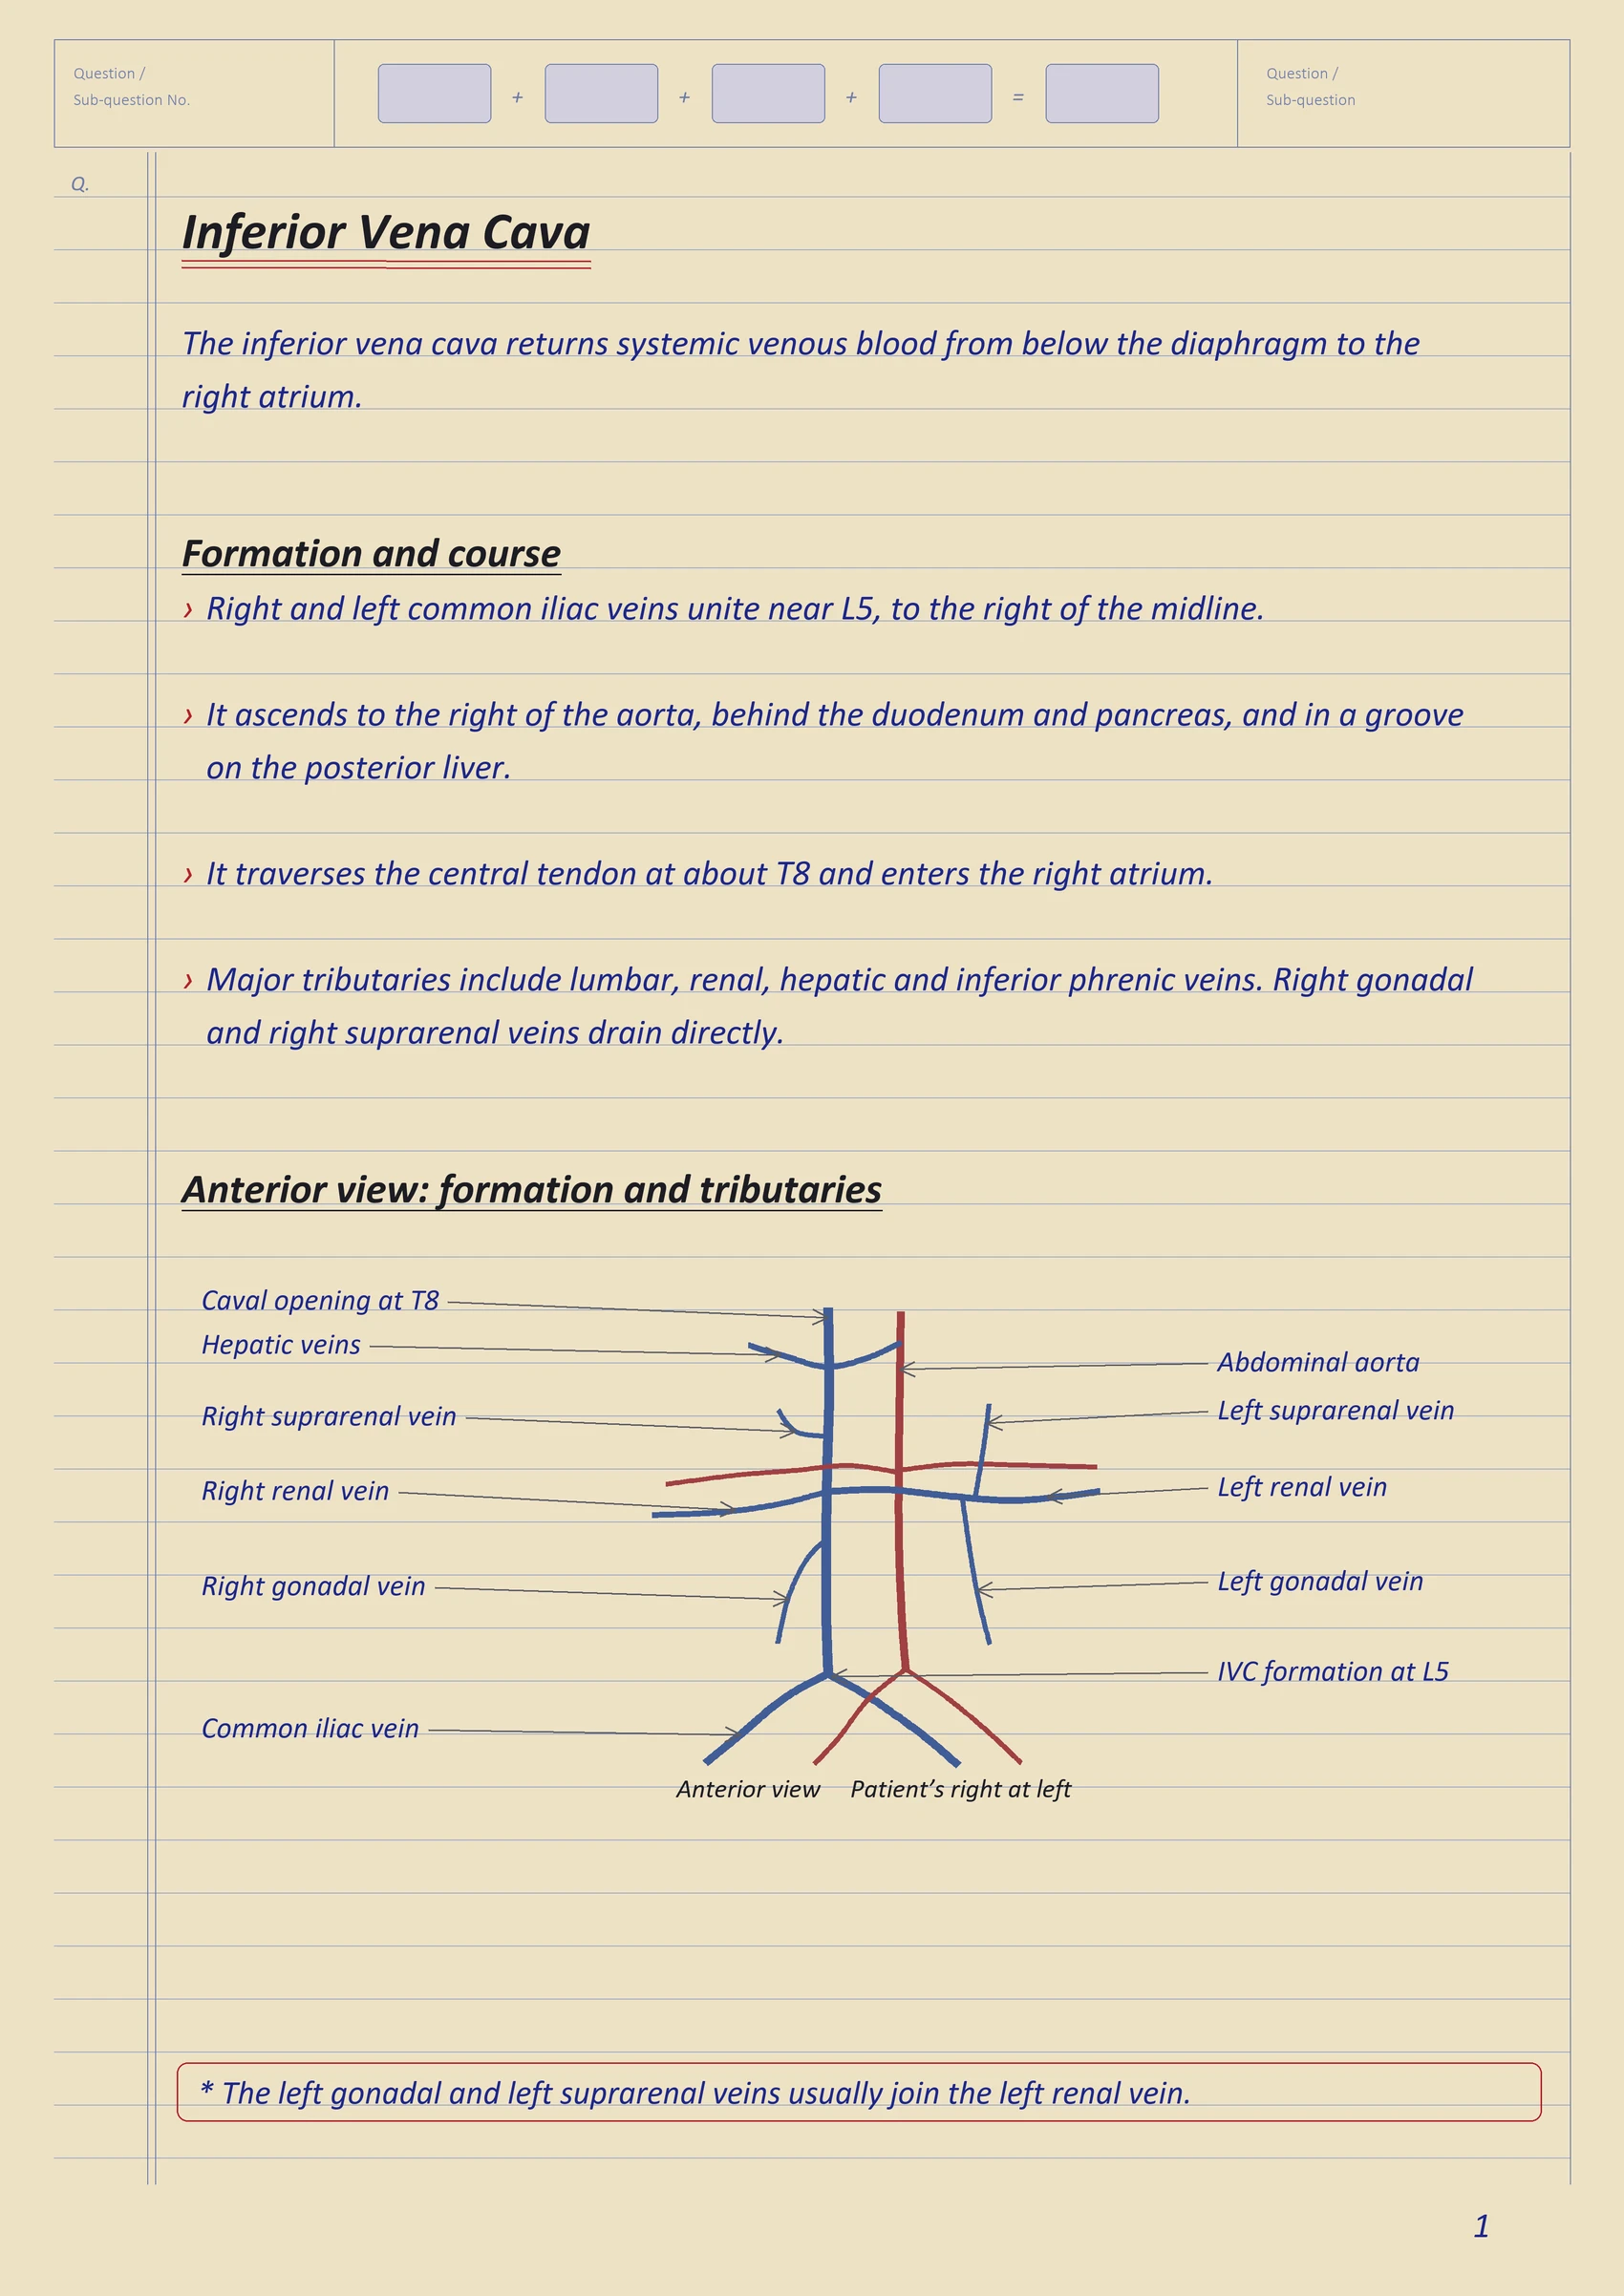 Question /
Sub-question No.
+ + + =
Question /
Sub-question
Q.
Inferior Vena Cava
The inferior vena cava returns systemic venous blood from below the diaphragm to the
right atrium.
Formation and course
› Right and left common iliac veins unite near L5, to the right of the midline.
› It ascends to the right of the aorta, behind the duodenum and pancreas, and in a groove
on the posterior liver.
› It traverses the central tendon at about T8 and enters the right atrium.
› Major tributaries include lumbar, renal, hepatic and inferior phrenic veins. Right gonadal
and right suprarenal veins drain directly.
Anterior view: formation and tributaries
Caval opening at T8
Hepatic veins
Abdominal aorta
Right suprarenal vein
Left suprarenal vein
Right renal vein
Left renal vein
Right gonadal vein
Left gonadal vein
IVC formation at L5
Common iliac vein
Anterior view Patient’s right at left
* The left gonadal and left suprarenal veins usually join the left renal vein.
1